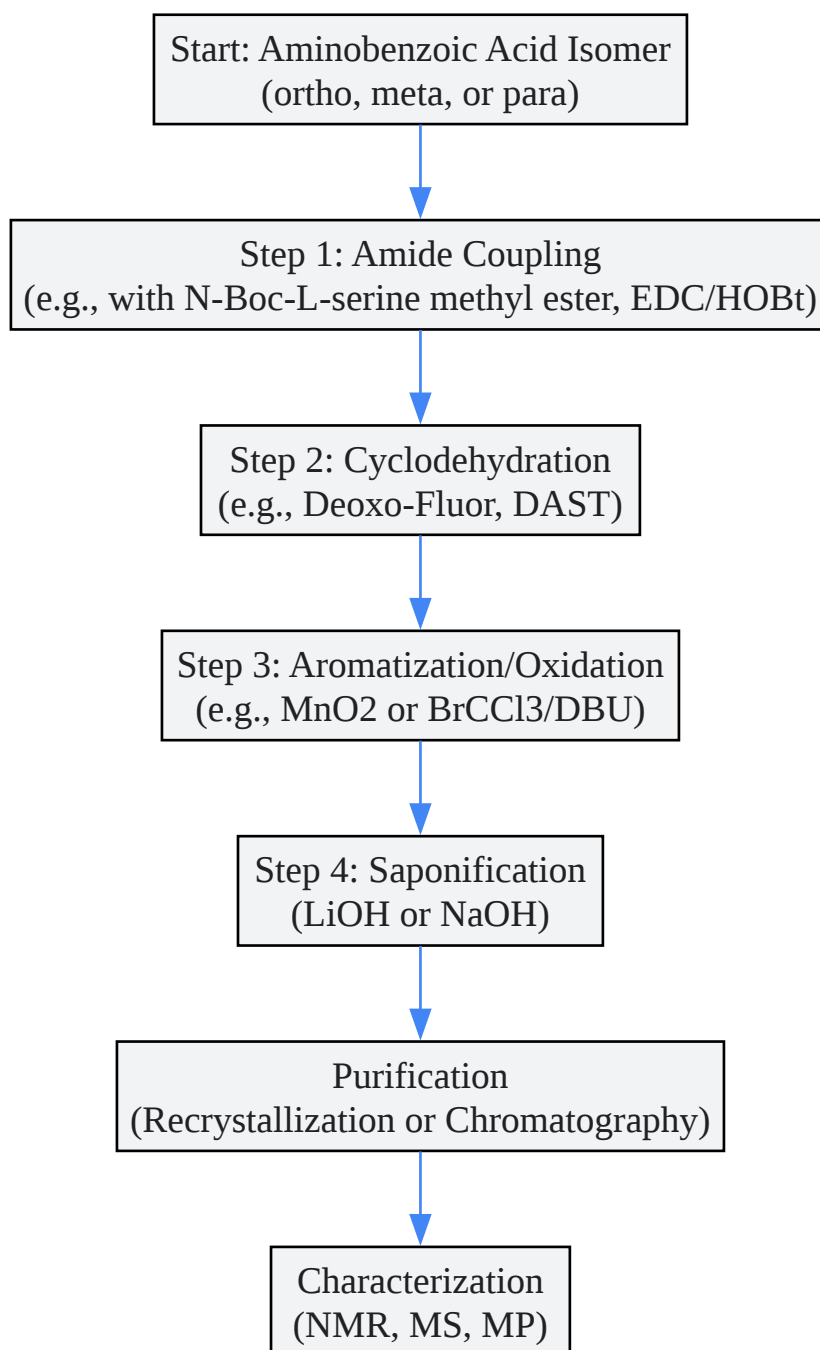 Start: Aminobenzoic Acid Isomer
(ortho, meta, or para)
Step 1: Amide Coupling
(e.g., with N-Boc-L-serine methyl ester, EDC/HOBt)
Step 2: Cyclodehydration
(e.g., Deoxo-Fluor, DAST)
Step 3: Aromatization/Oxidation
(e.g., MnO2 or BrCCl3/DBU)
Step 4: Saponification
(LiOH or NaOH)
Purification
(Recrystallization or Chromatography)
Characterization
(NMR, MS, MP)